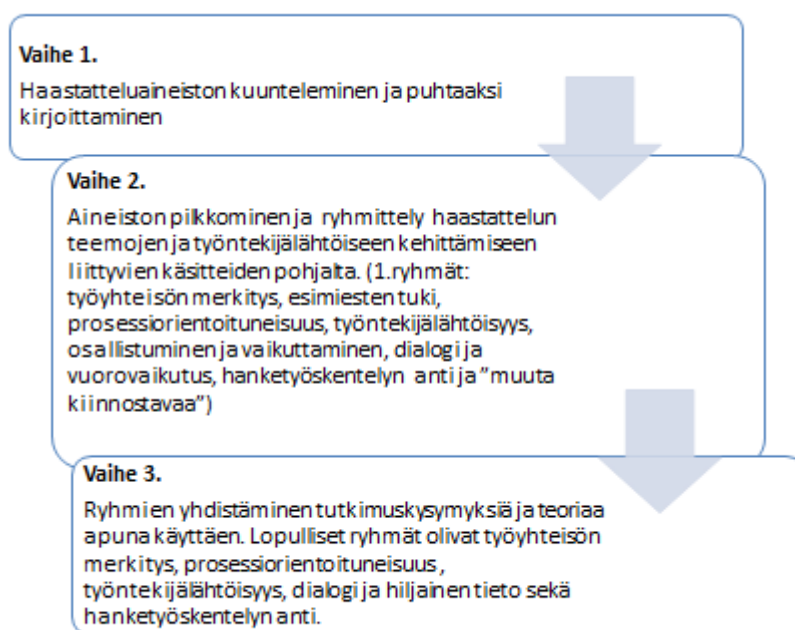 Vaihe 1.
Haastatteluaineiston kuunteleminen ja puhtaaksi
kirjoittaminen
Vaihe 2.
Aineiston pilkkominen ja ryhmittely haastattelun
teemojen ja työntekijälähtöiseen kehittämiseen
liittyvien käsitteiden pohjalta. (1.ryhmät:
työyhteisön merkitys, esimiesten tuki,
prosessiorientoituneisuus, työntekijälähtöisyys,
osallistuminen ja vaikuttaminen, dialogi ja
vuorovaikutus, hanketyöskentelyn anti ja ”muuta
kiinnostavaa”)
Vaihe 3.
Ryhmien yhdistäminen tutkimuskysymyksiä ja teoriaa
apuna käyttäen. Lopulliset ryhmät olivat työyhteisön
merkitys, prosessiorientoituneisuus,
työntekijälähtöisyys, dialogi ja hiljainen tieto sekä
hanketyöskentelyn anti.